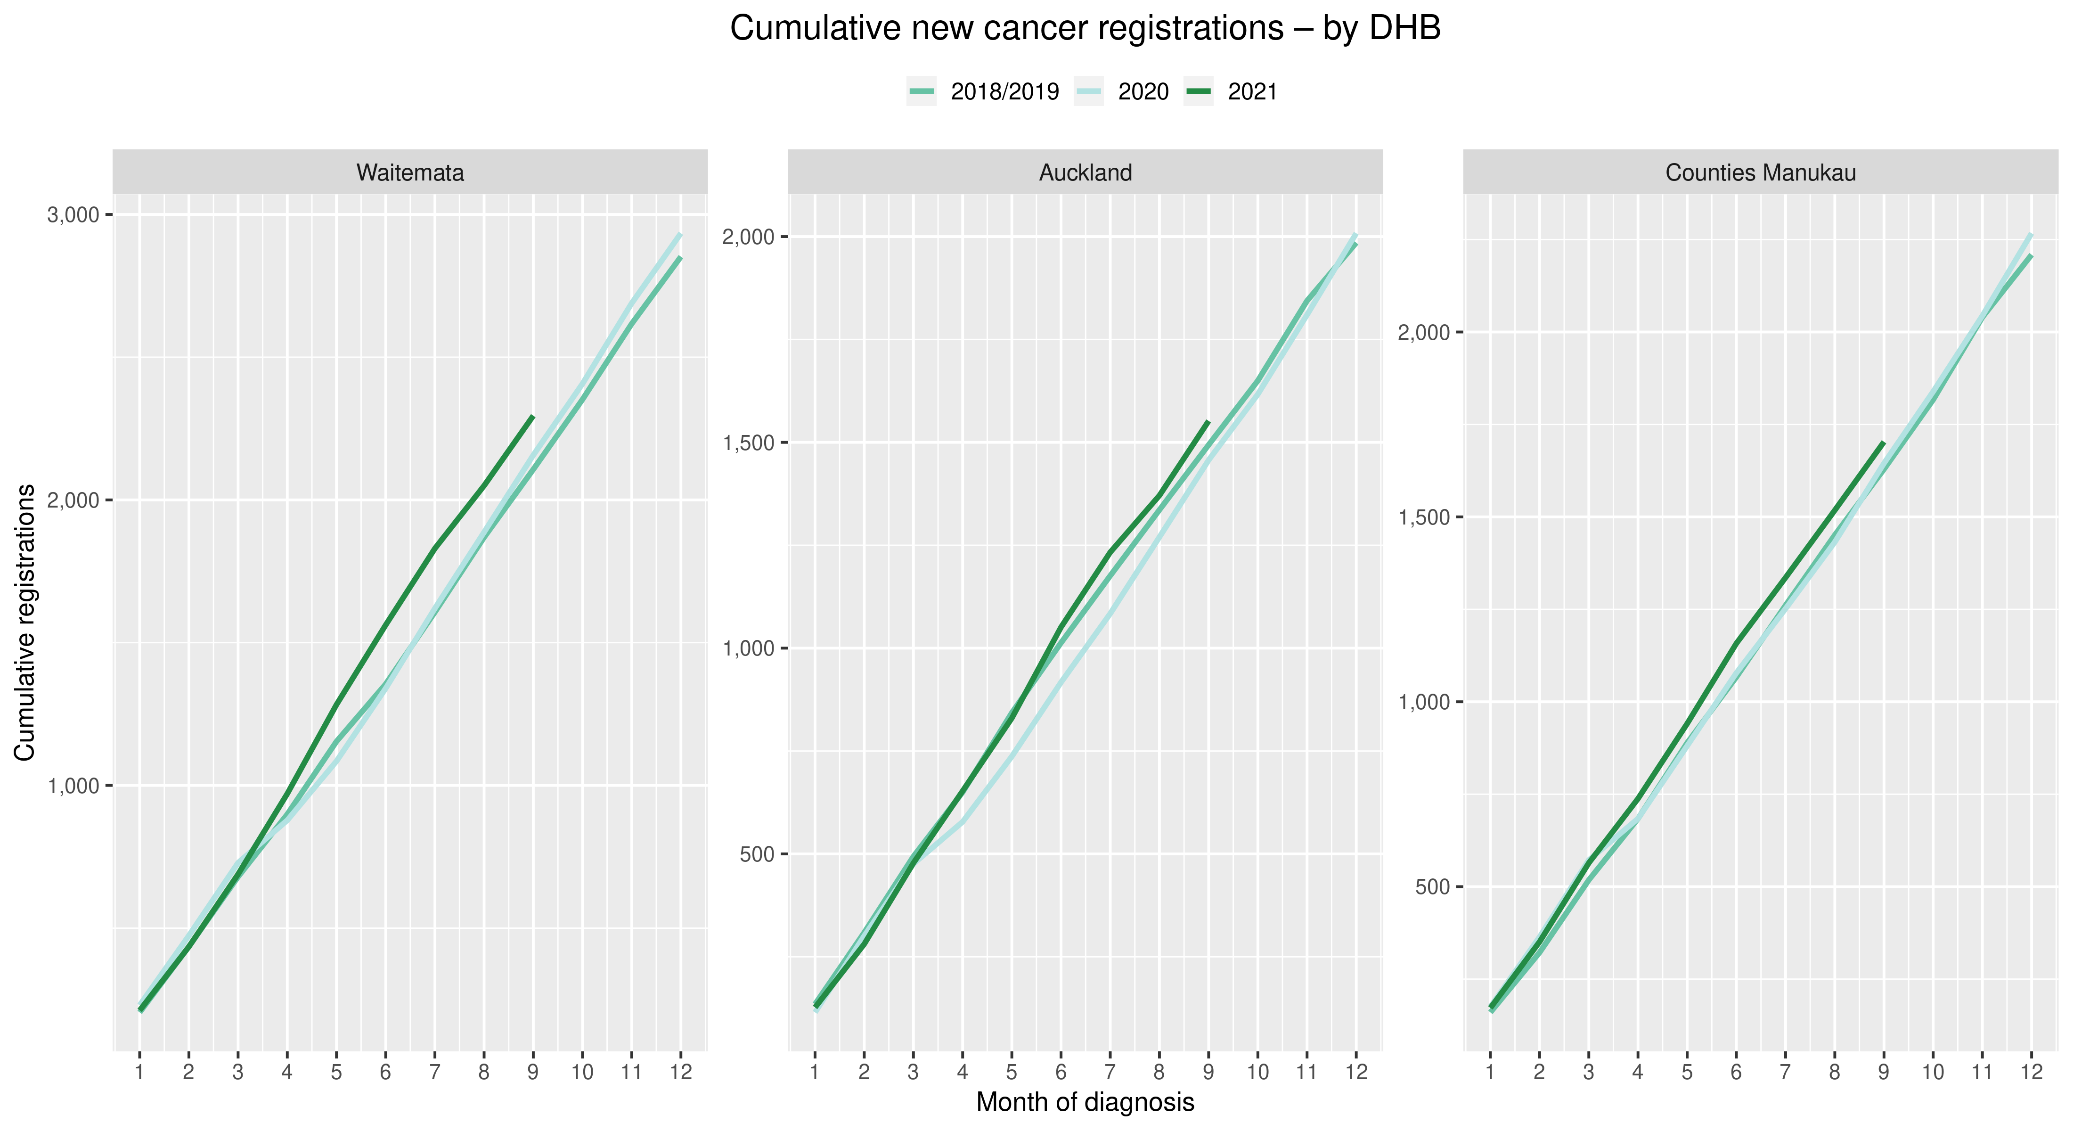 Cumulative new cancer registrations – by DHB
2018/2019 2020 2021
Waitemata Auckland Counties Manukau
Cumulative registrations
3,000
2,000
1,000
1 2 3 4 5 6 7 8 9 10 11 12
2,000
1,500
1,000
500
1 2 3 4 5 6 7 8 9 10 11 12
2,000
1,500
1,000
500
1 2 3 4 5 6 7 8 9 10 11 12
Month of diagnosis